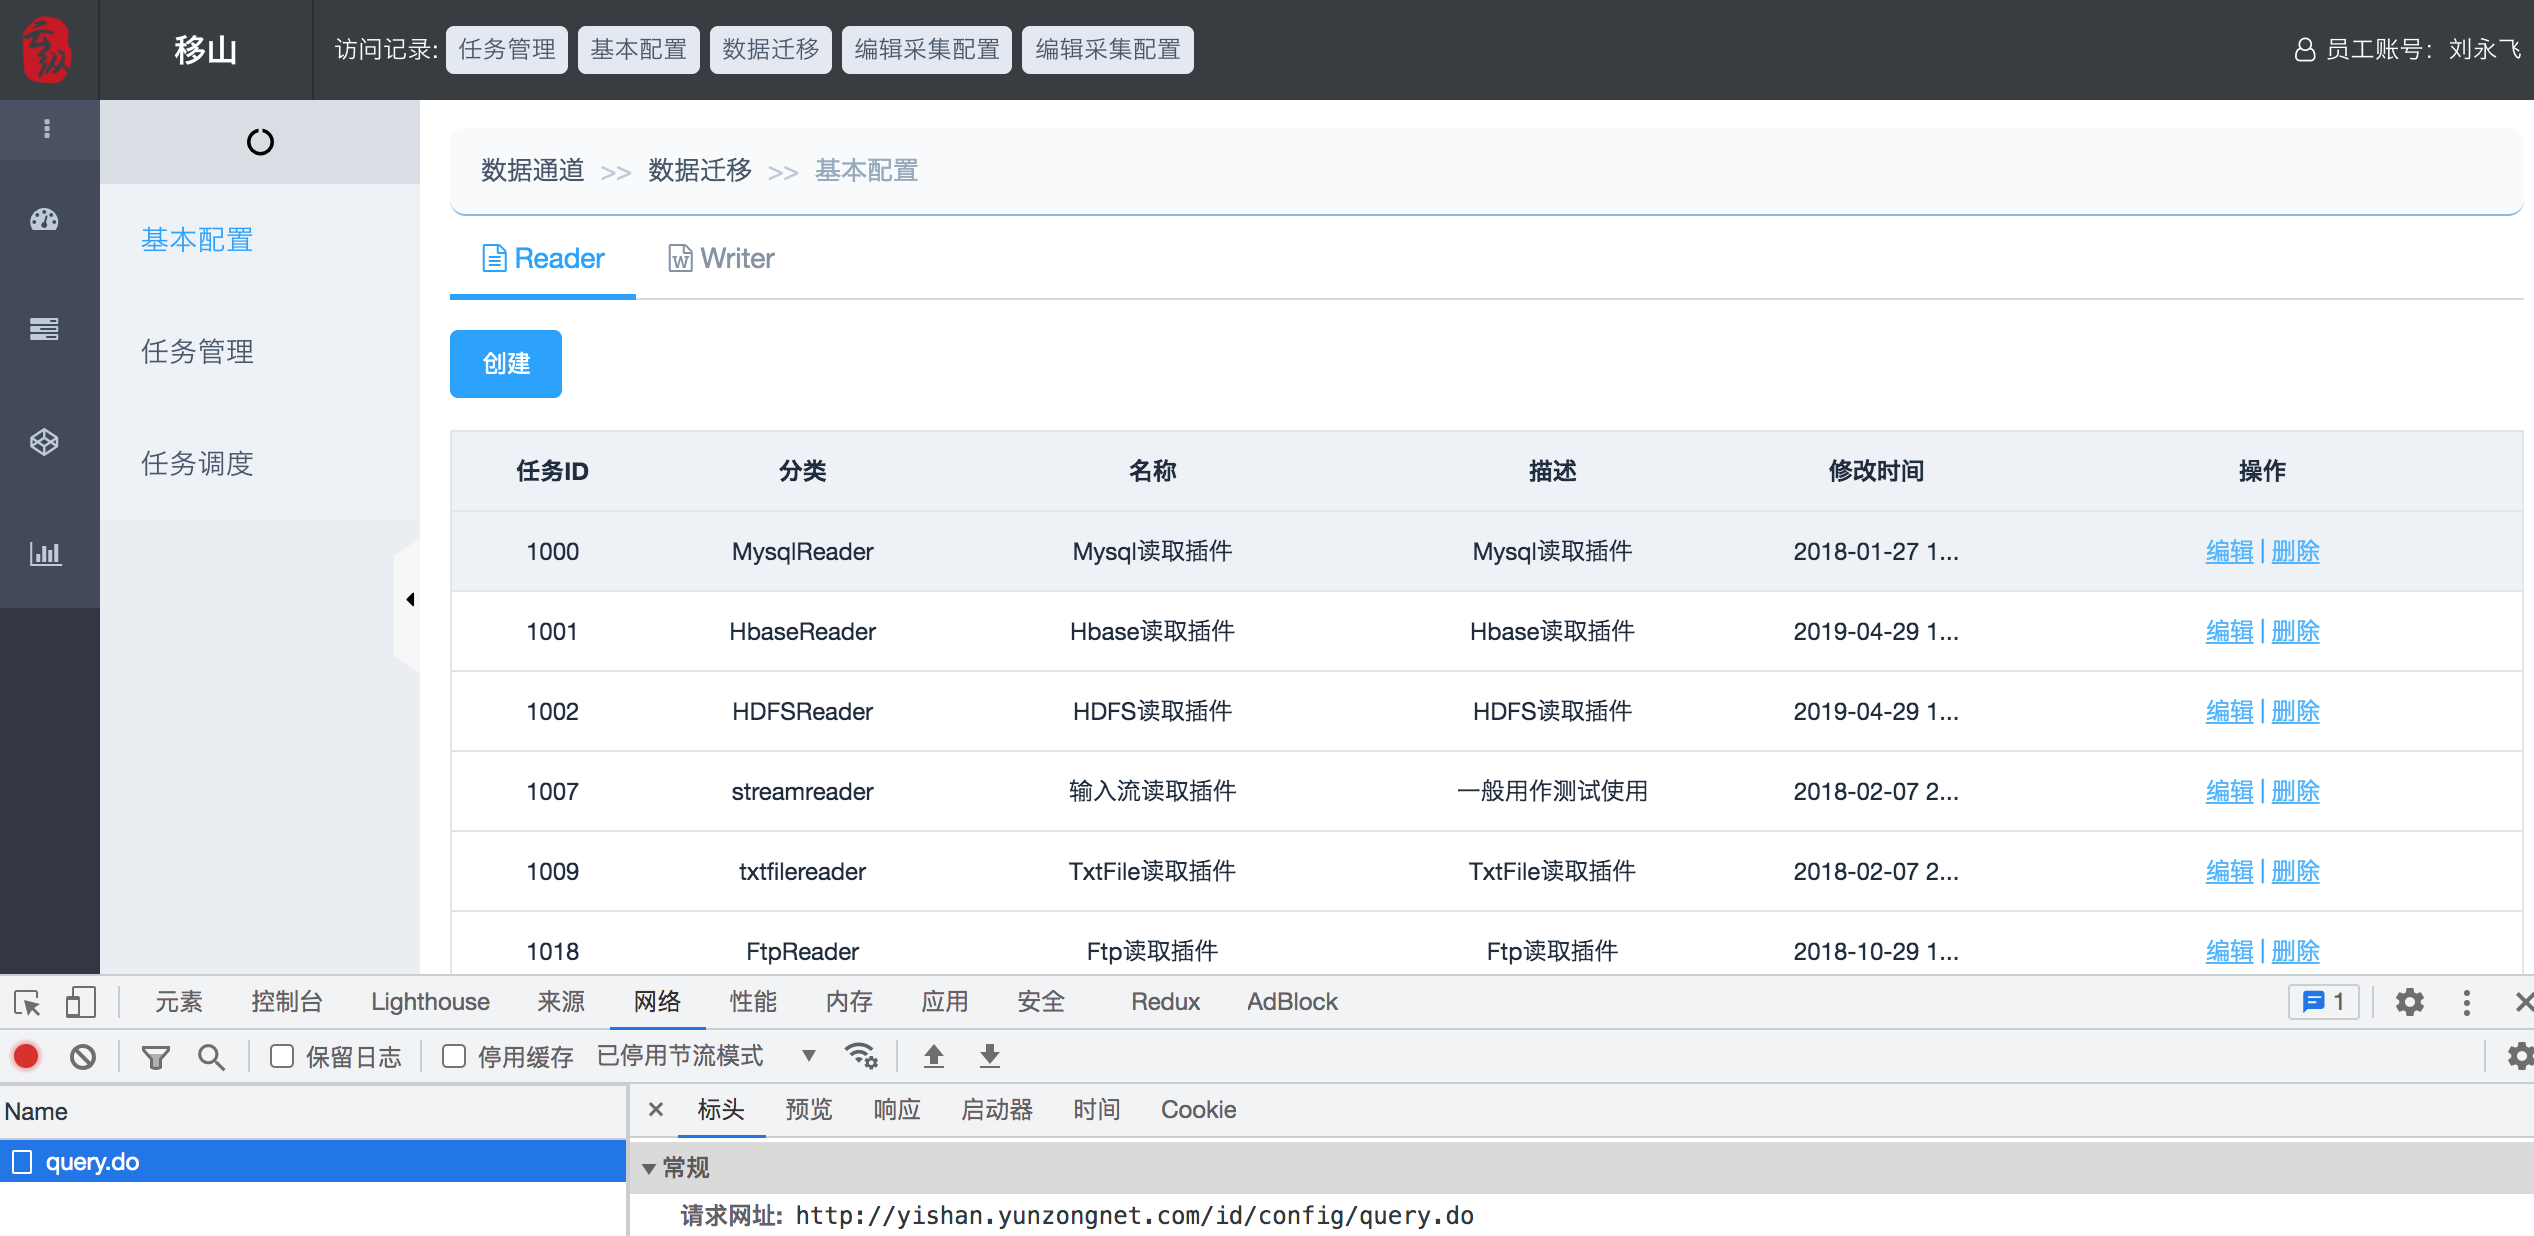 移山
访问记录: 任务管理 基本配置 数据迁移 编辑采集配置 编辑采集配置
员工账号：刘永飞
基本配置
任务管理
任务调度
数据通道 >> 数据迁移 >> 基本配置
Reader Writer
创建
任务ID 分类 名称 描述 修改时间 操作
1000 MysqlReader Mysql读取插件 Mysql读取插件 2018-01-27 1... 编辑 | 删除
1001 HbaseReader Hbase读取插件 Hbase读取插件 2019-04-29 1... 编辑 | 删除
1002 HDFSReader HDFS读取插件 HDFS读取插件 2019-04-29 1... 编辑 | 删除
1007 streamreader 输入流读取插件 一般用作测试使用 2018-02-07 2... 编辑 | 删除
1009 txtfilereader TxtFile读取插件 TxtFile读取插件 2018-02-07 2... 编辑 | 删除
1018 FtpReader Ftp读取插件 Ftp读取插件 2018-10-29 1... 编辑 | 删除
元素 控制台 Lighthouse 来源 网络 性能 内存 应用 安全 Redux AdBlock 1
保留日志 停用缓存 已停用节流模式
Name
query.do
标头 预览 响应 启动器 时间 Cookie
常规
请求网址: http://yishan.yunzongnet.com/id/config/query.do